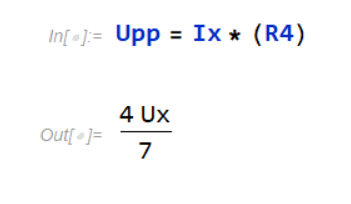 In[●]:= Upp = Ix * (R4)
Out[●]= 4 Ux
7